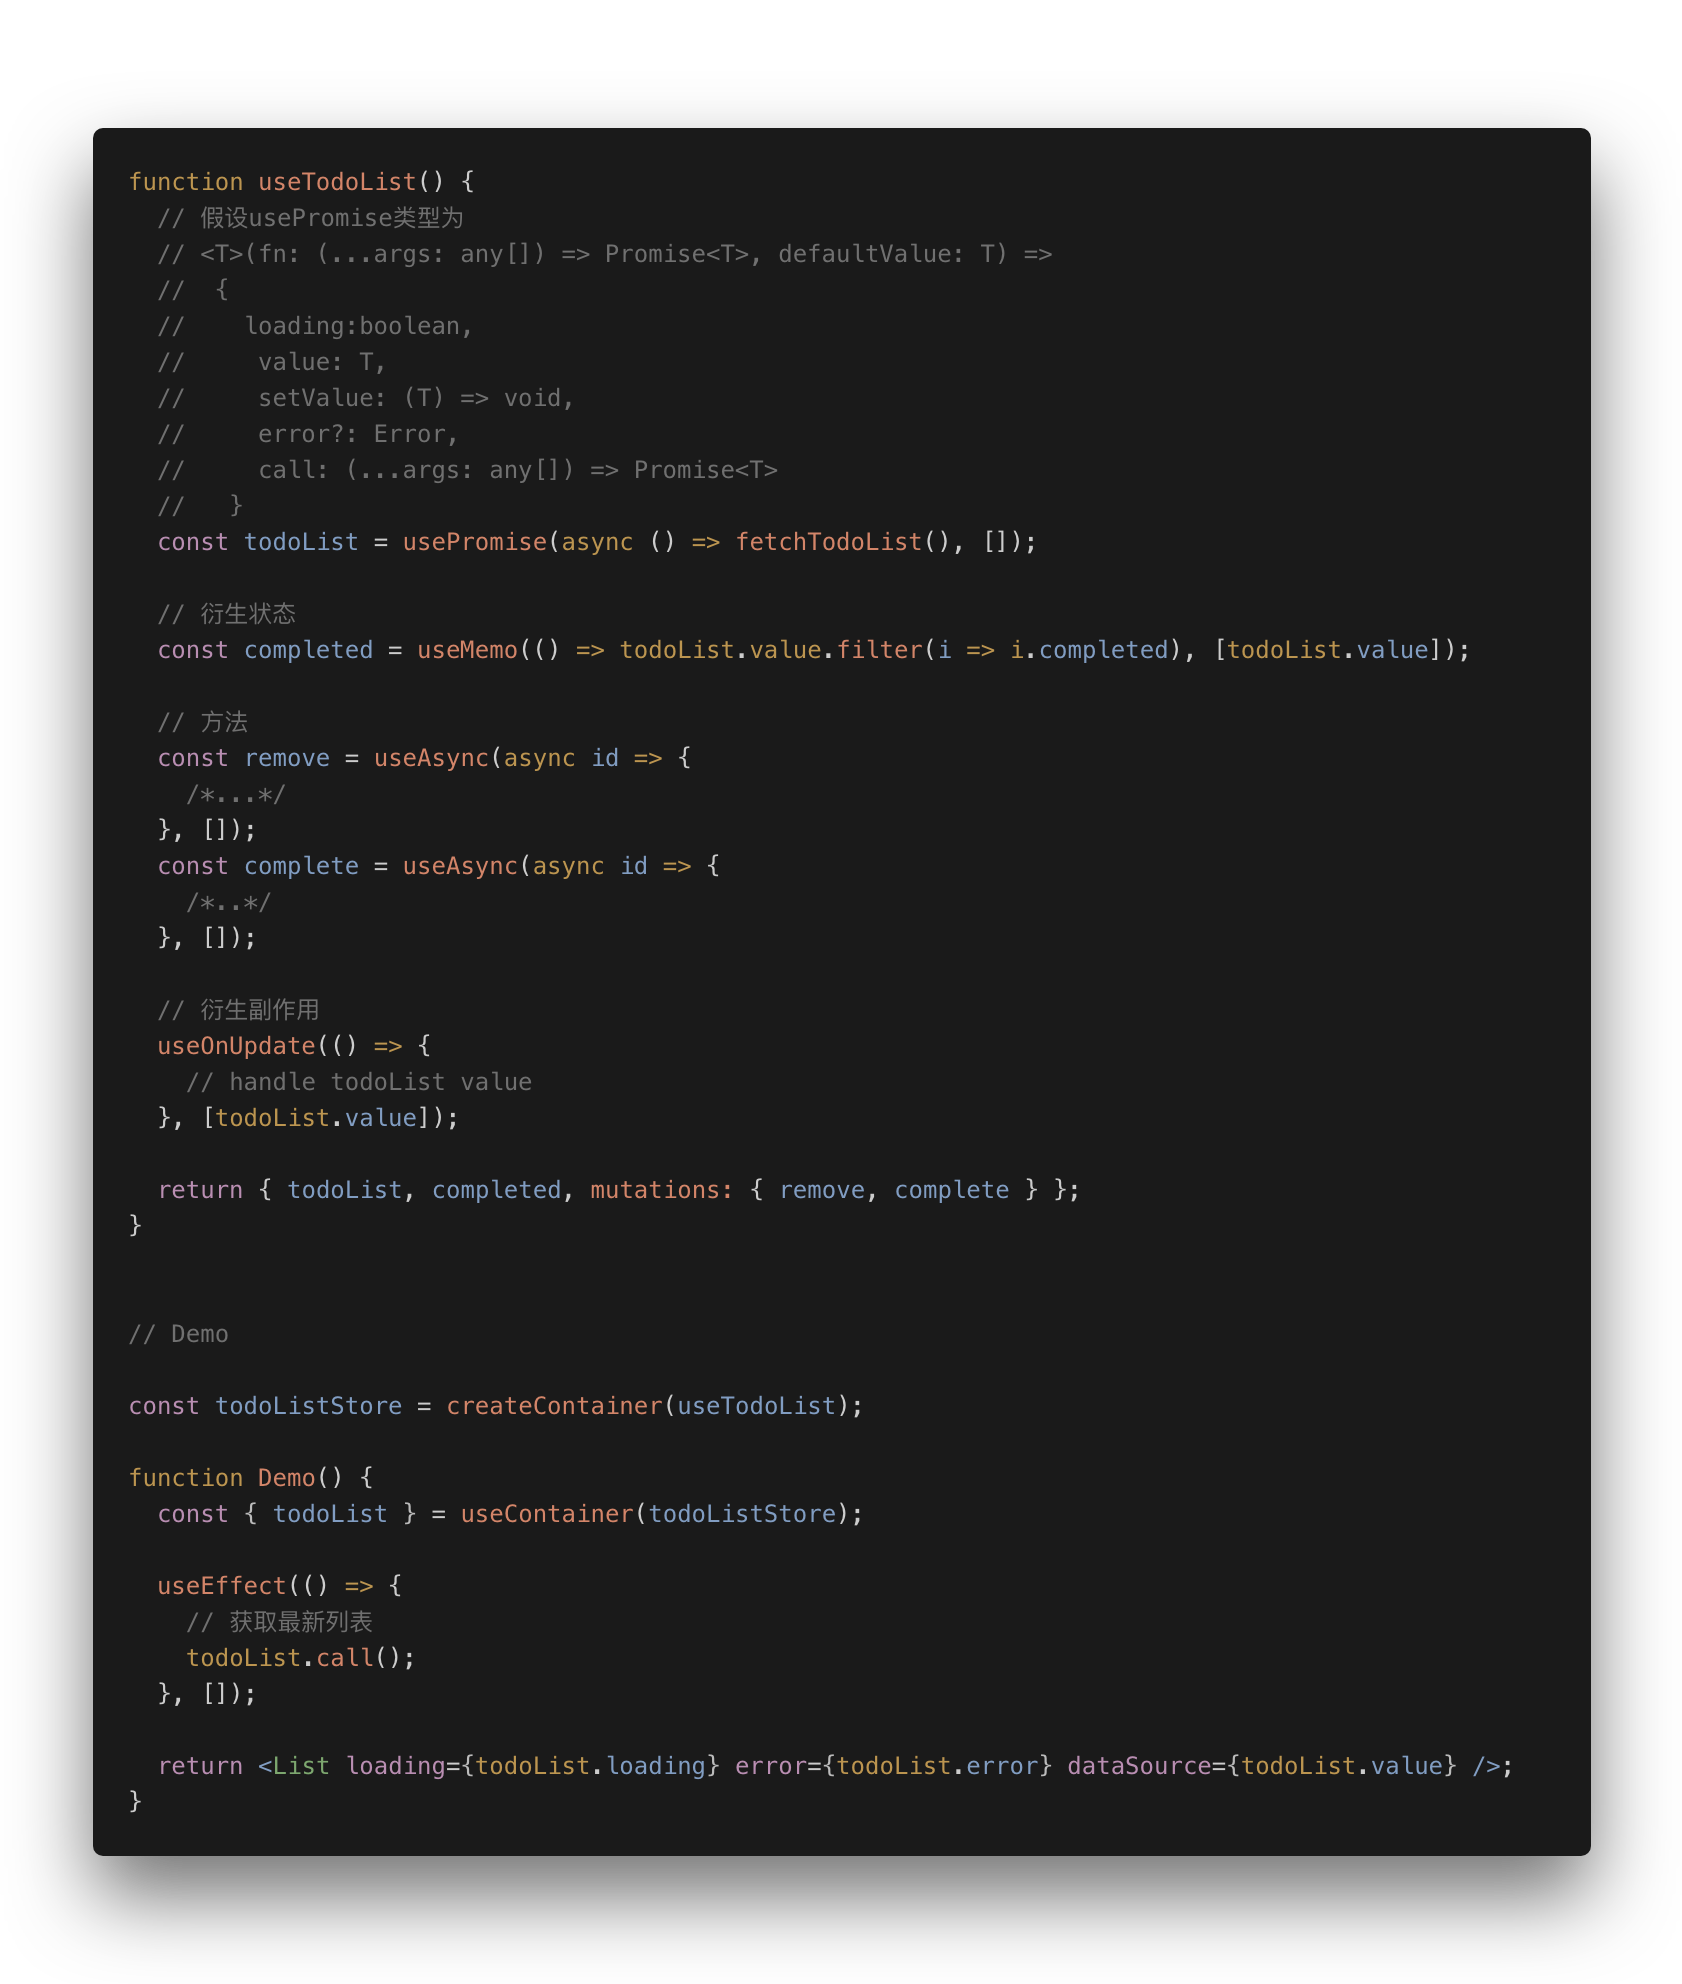 function useTodoList() {
  // 假设usePromise类型为
  // <T>(fn: (...args: any[]) => Promise<T>, defaultValue: T) =>
  //  {
  //    loading:boolean,
  //     value: T,
  //     setValue: (T) => void,
  //     error?: Error,
  //     call: (...args: any[]) => Promise<T>
  //   }
  const todoList = usePromise(async () => fetchTodoList(), []);

  // 衍生状态
  const completed = useMemo(() => todoList.value.filter(i => i.completed), [todoList.value]);

  // 方法
  const remove = useAsync(async id => {
    /*...*/
  }, []);
  const complete = useAsync(async id => {
    /*..*/
  }, []);

  // 衍生副作用
  useOnUpdate(() => {
    // handle todoList value
  }, [todoList.value]);

  return { todoList, completed, mutations: { remove, complete } };
}


// Demo

const todoListStore = createContainer(useTodoList);

function Demo() {
  const { todoList } = useContainer(todoListStore);

  useEffect(() => {
    // 获取最新列表
    todoList.call();
  }, []);

  return <List loading={todoList.loading} error={todoList.error} dataSource={todoList.value} />;
}